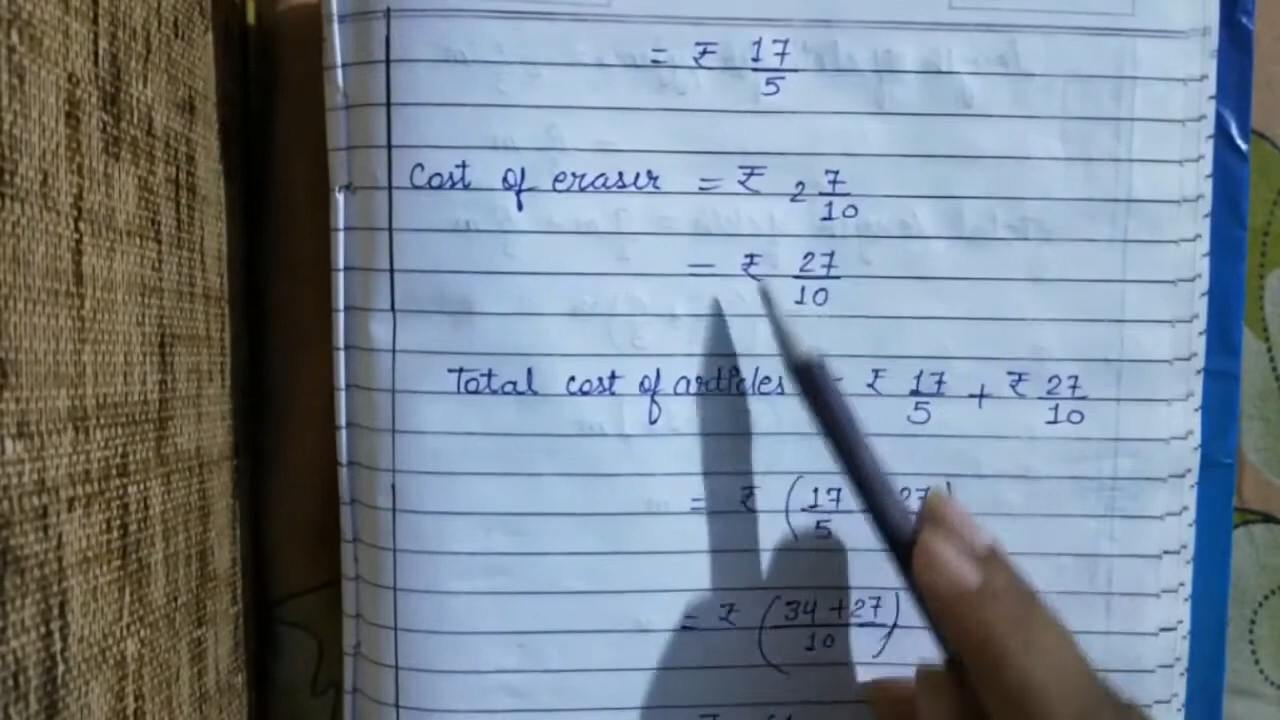 = ₹ 17/5
Cost of eraser = ₹ 2 7/10
= ₹ 27/10
Total cost of articles = ₹ 17/5 + ₹ 27/10
= ₹ (17/5 27)
= ₹ (34+27/10)